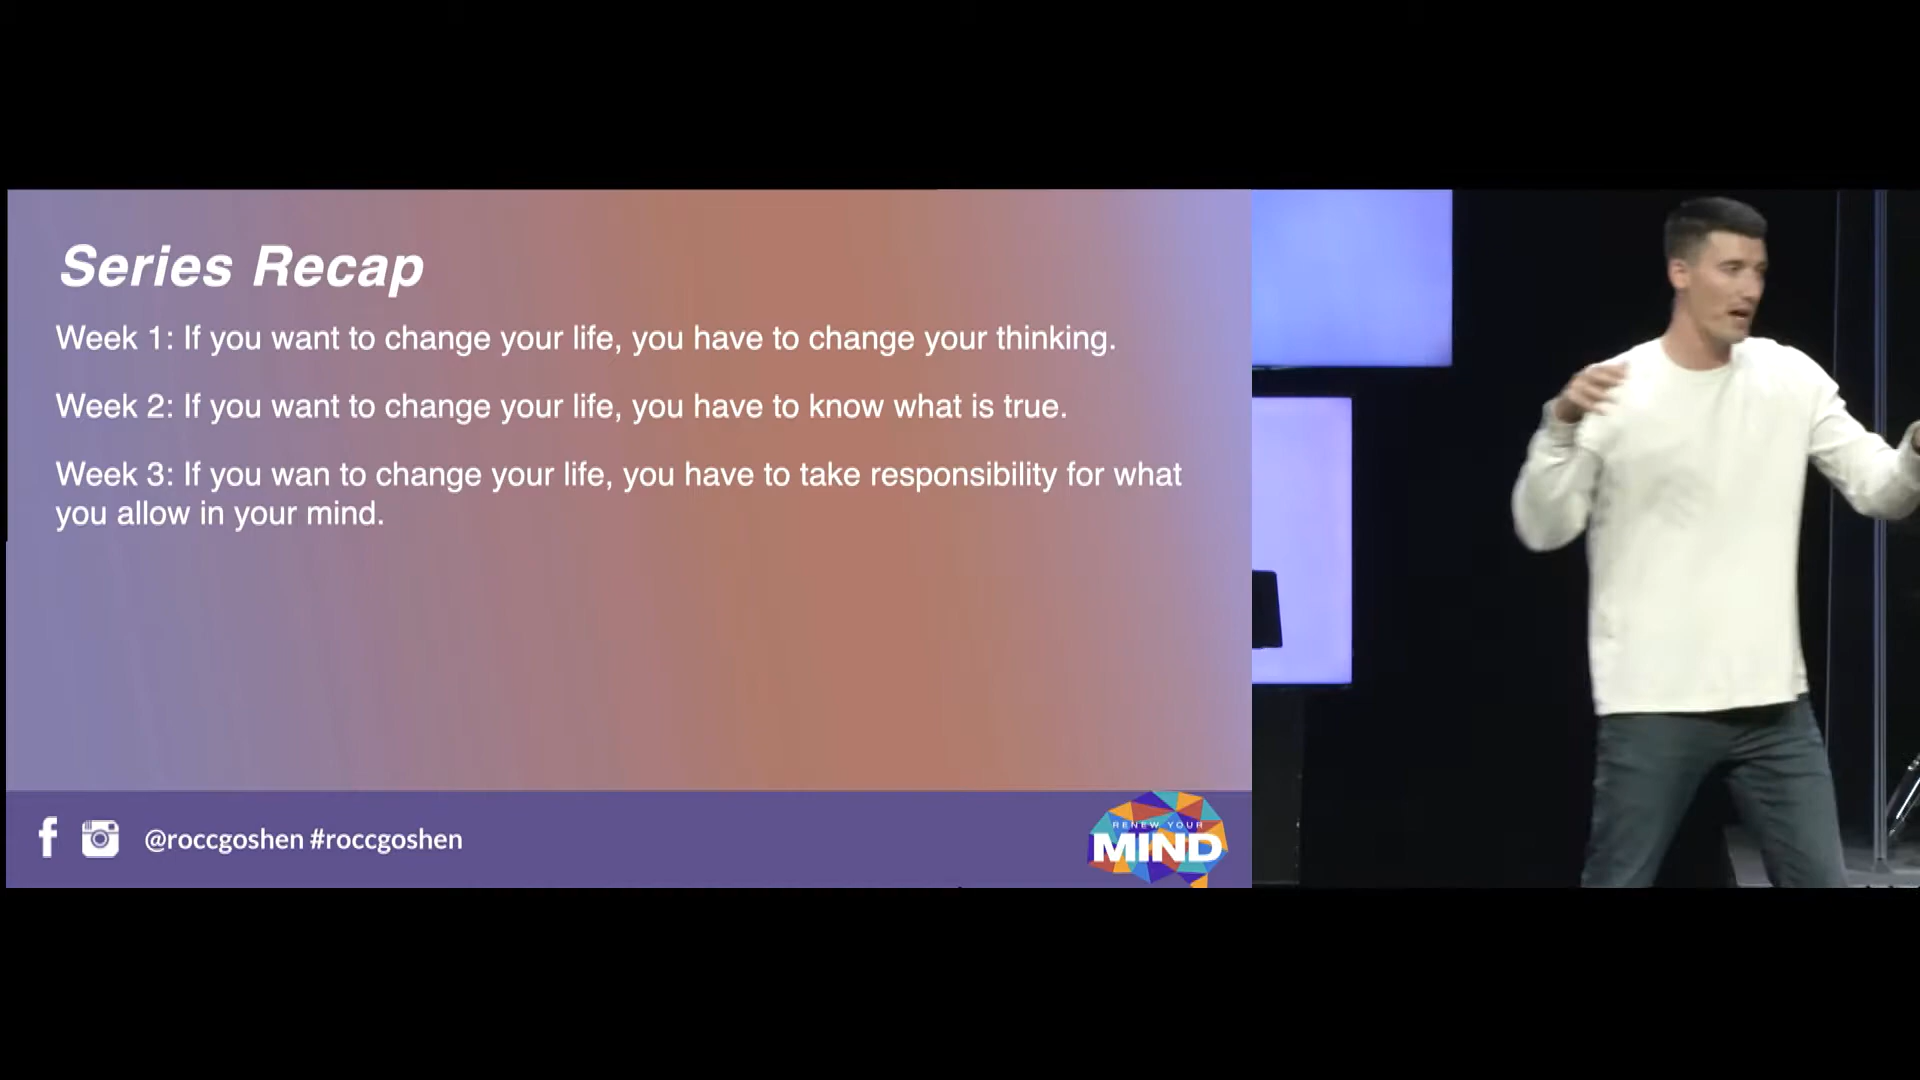 Series Recap
Week 1: If you want to change your life, you have to change your thinking.
Week 2: If you want to change your life, you have to know what is true.
Week 3: If you wan to change your life, you have to take responsibility for what
you allow in your mind.
@roccgoshen #roccgoshen
RENEW YOUR
MIND